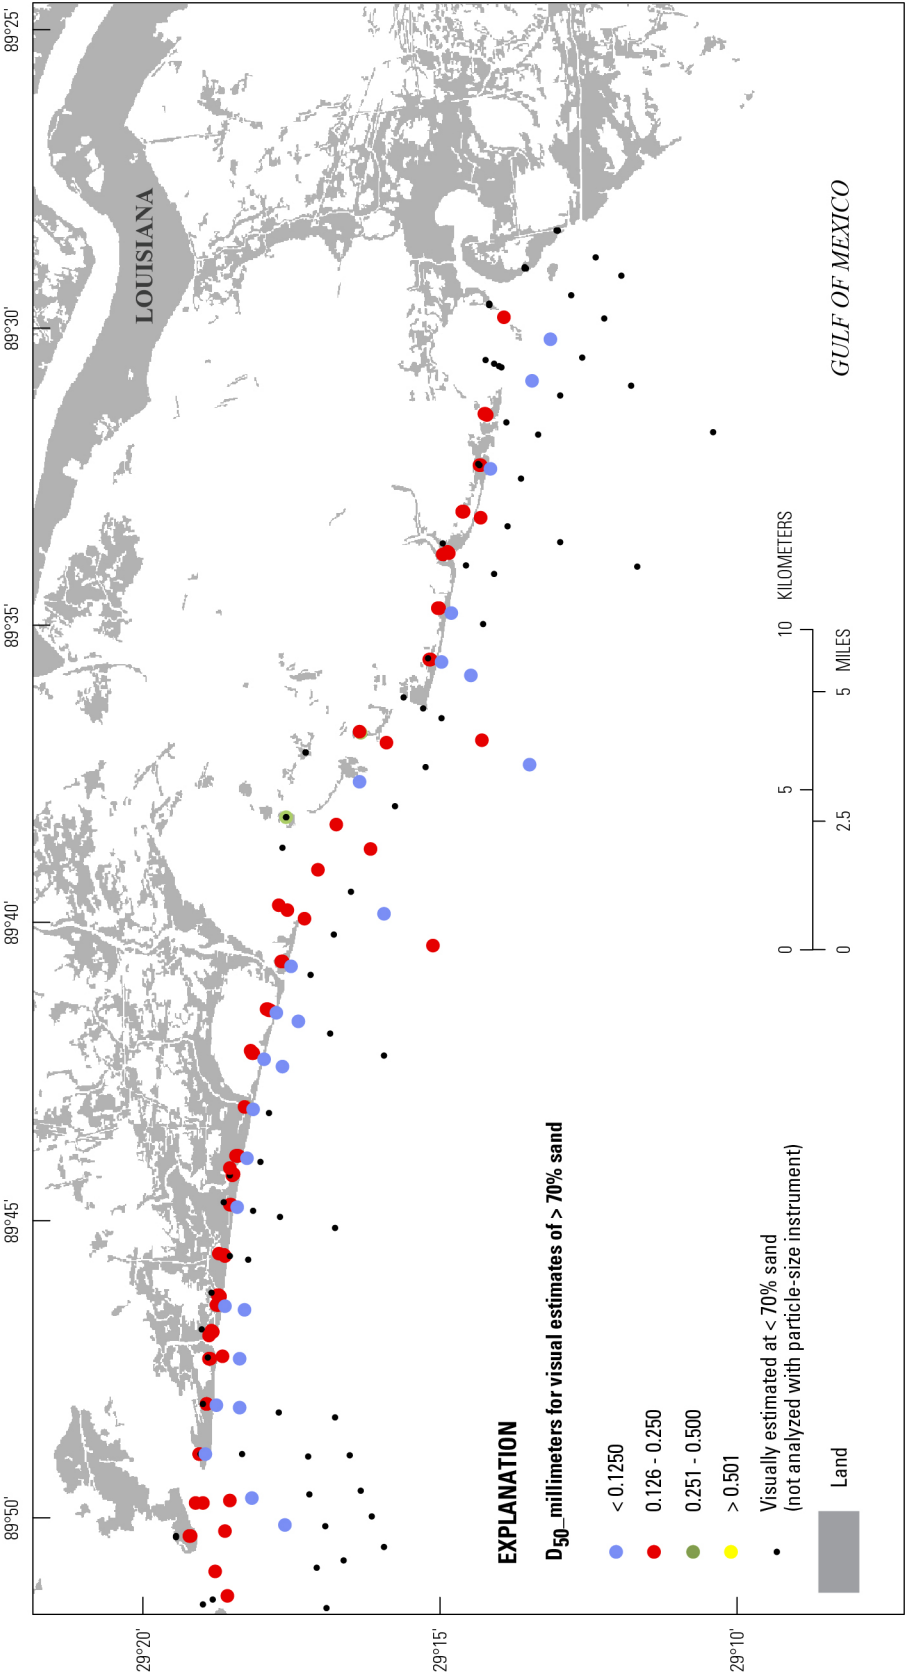 89°50'
89°45'
89°40'
89°35'
89°30'
89°25'
29°20'
29°15'
29°10'
LOUISIANA
GULF OF MEXICO
EXPLANATION
D50_millimeters for visual estimates of > 70% sand
< 0.1250
0.126 - 0.250
0.251 - 0.500
> 0.501
Visually estimated at < 70% sand
(not analyzed with particle-size instrument)
Land
0 5 10 KILOMETERS
0 2.5 5 MILES